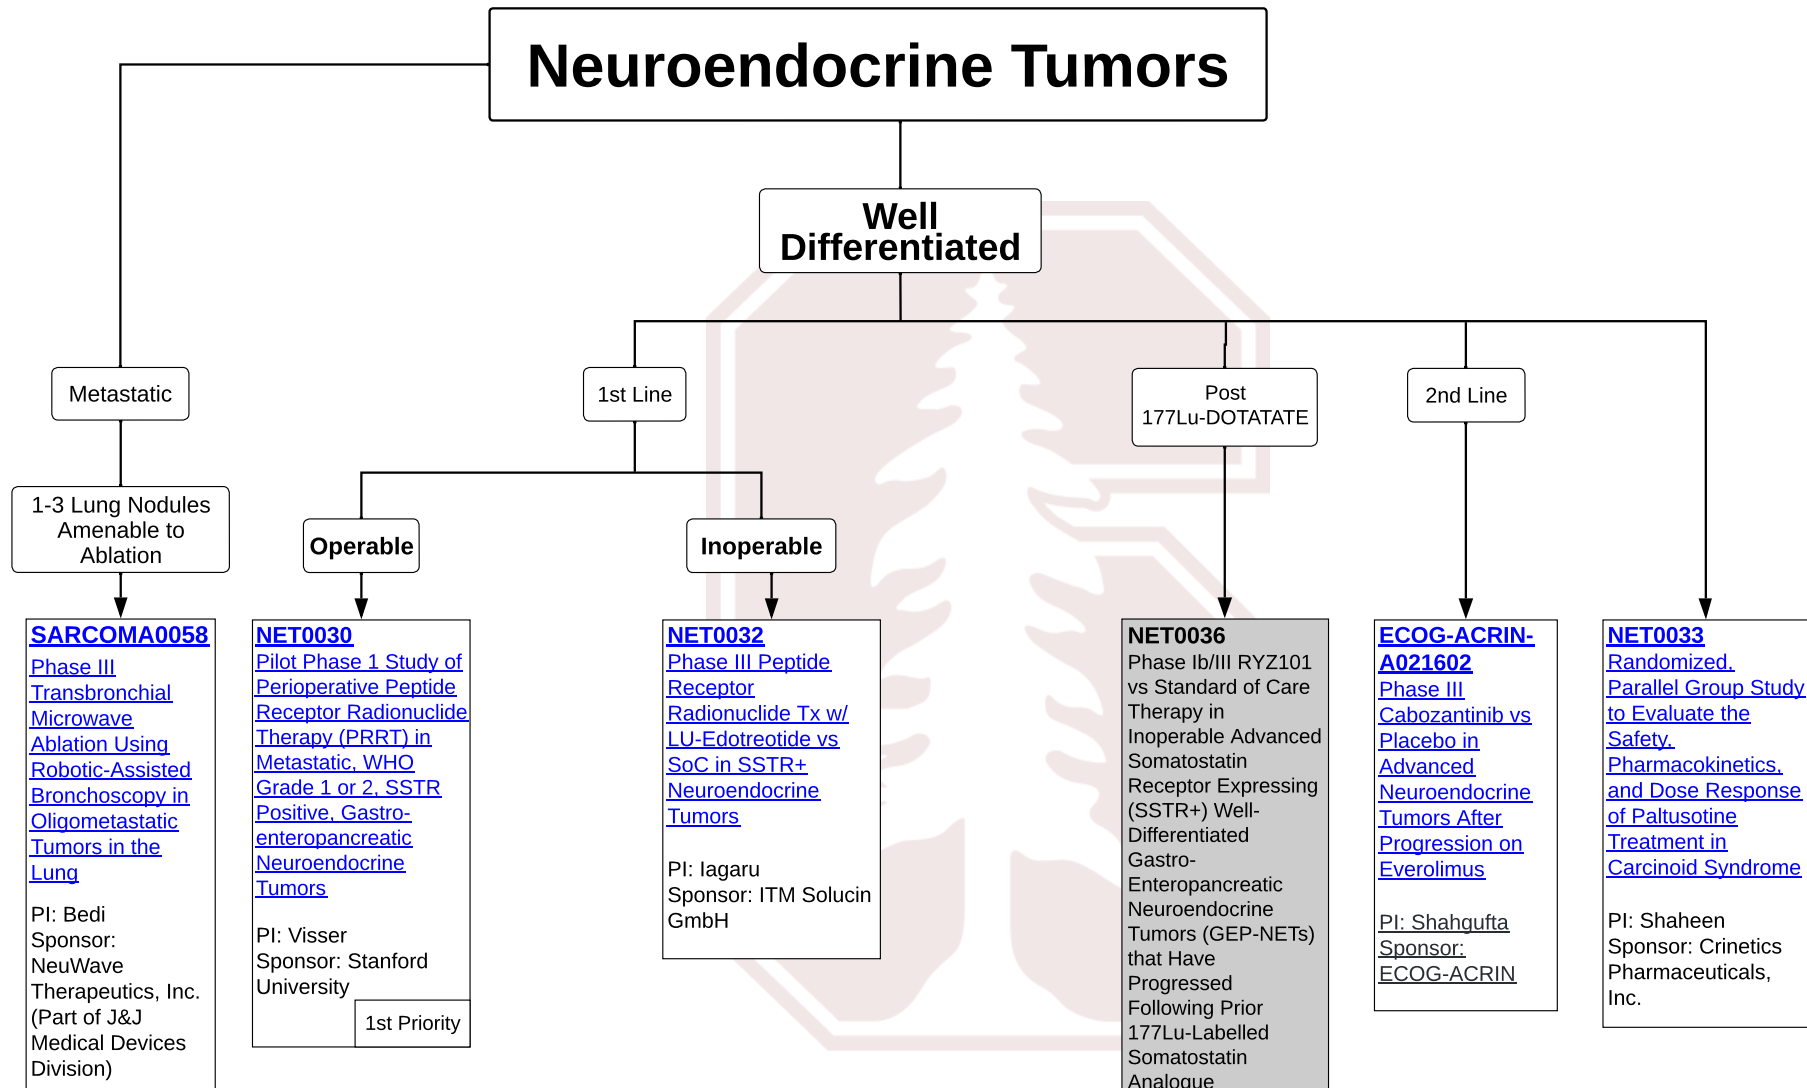 Neuroendocrine Tumors
Well
Differentiated
Metastatic
1st Line
Post
177Lu-DOTATATE
2nd Line
1-3 Lung Nodules
Amenable to
Ablation
Operable
Inoperable
SARCOMA0058
Phase III
Transbronchial
Microwave
Ablation Using
Robotic-Assisted
Bronchoscopy in
Oligometastatic
Tumors in the
Lung
PI: Bedi
Sponsor:
NeuWave
Therapeutics, Inc.
(Part of J&J
Medical Devices
Division)
NET0030
Pilot Phase 1 Study of
Perioperative Peptide
Receptor Radionuclide
Therapy (PRRT) in
Metastatic, WHO
Grade 1 or 2, SSTR
Positive, Gastro-
enteropancreatic
Neuroendocrine
Tumors
PI: Visser
Sponsor: Stanford
University
1st Priority
NET0032
Phase III Peptide
Receptor
Radionuclide Tx w/
LU-Edotreotide vs
SoC in SSTR+
Neuroendocrine
Tumors
PI: Iagaru
Sponsor: ITM Solucin
GmbH
NET0036
Phase Ib/III RYZ101
vs Standard of Care
Therapy in
Inoperable Advanced
Somatostatin
Receptor Expressing
(SSTR+) Well-
Differentiated
Gastro-
Enteropancreatic
Neuroendocrine
Tumors (GEP-NETs)
that Have
Progressed
Following Prior
177Lu-Labelled
Somatostatin
Analogue
ECOG-ACRIN-
A021602
Phase III
Cabozantinib vs
Placebo in
Advanced
Neuroendocrine
Tumors After
Progression on
Everolimus
PI: Shahgufta
Sponsor:
ECOG-ACRIN
NET0033
Randomized,
Parallel Group Study
to Evaluate the
Safety,
Pharmacokinetics,
and Dose Response
of Paltusotine
Treatment in
Carcinoid Syndrome
PI: Shaheen
Sponsor: Crinetics
Pharmaceuticals,
Inc.